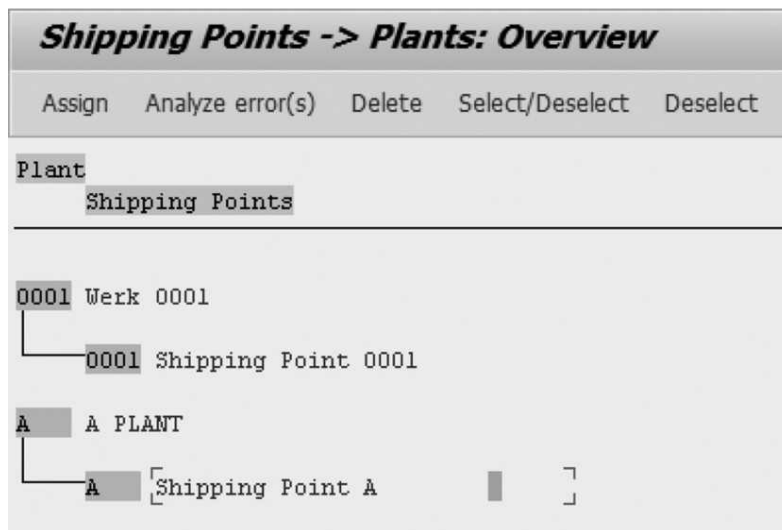 Shipping Points -> Plants: Overview
Assign Analyze error(s) Delete Select/Deselect Deselect
Plant
Shipping Points
0001 Werk 0001
0001 Shipping Point 0001
A A PLANT
A Shipping Point A